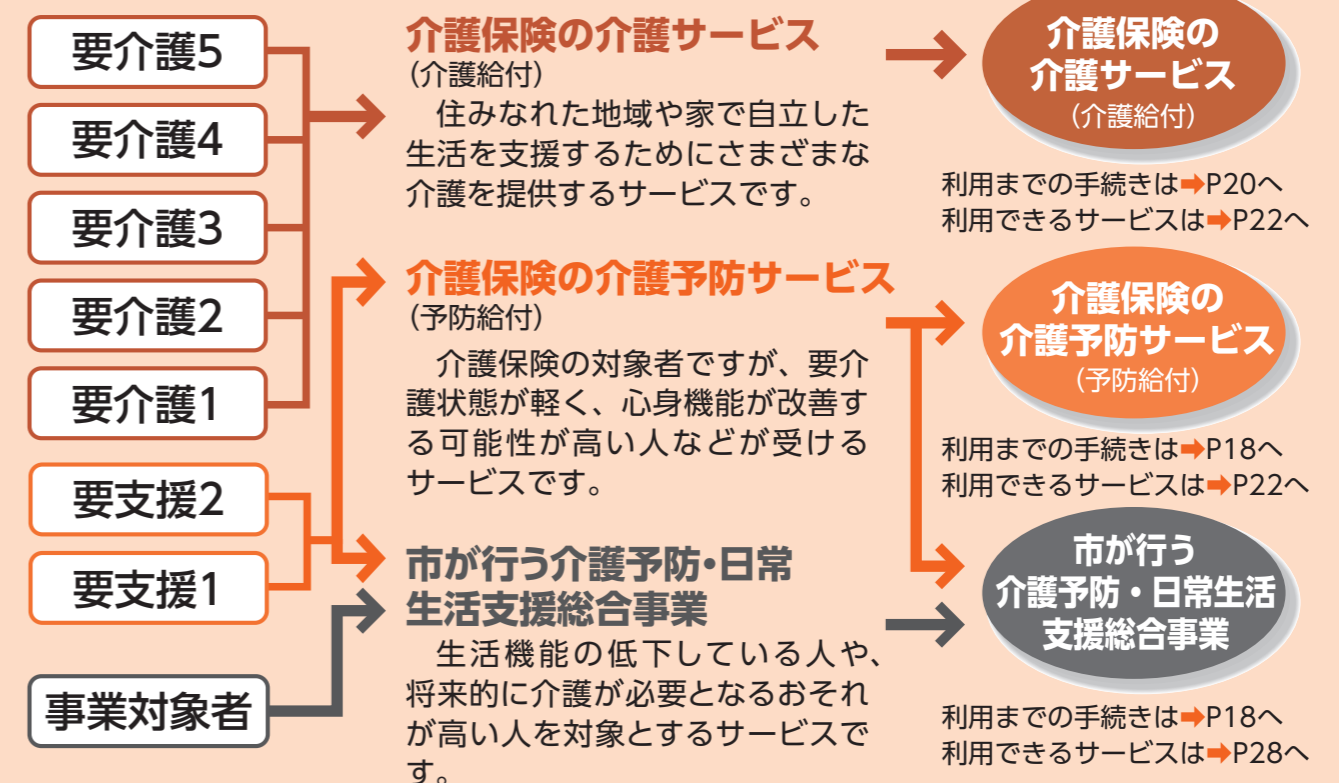 要介護5
要介護4
要介護3
要介護2
要介護1
要支援2
要支援1
事業対象者
介護保険の介護サービス
（介護給付）
住みなれた地域や家で自立した
生活を支援するためにさまざまな
介護を提供するサービスです。
介護保険の介護予防サービス
（予防給付）
介護保険の対象者ですが、要介
護状態が軽く、心身機能が改善す
る可能性が高い人などが受ける
サービスです。
市が行う介護予防・日常
生活支援総合事業
生活機能の低下している人や、
将来的に介護が必要となるおそれ
が高い人を対象とするサービスで
す。
介護保険の
介護サービス
（介護給付）
利用までの手続きは➡P20へ
利用できるサービスは➡P22へ
介護保険の
介護予防サービス
（予防給付）
利用までの手続きは➡P18へ
利用できるサービスは➡P22へ
市が行う
介護予防・日常生活
支援総合事業
利用までの手続きは➡P18へ
利用できるサービスは➡P28へ